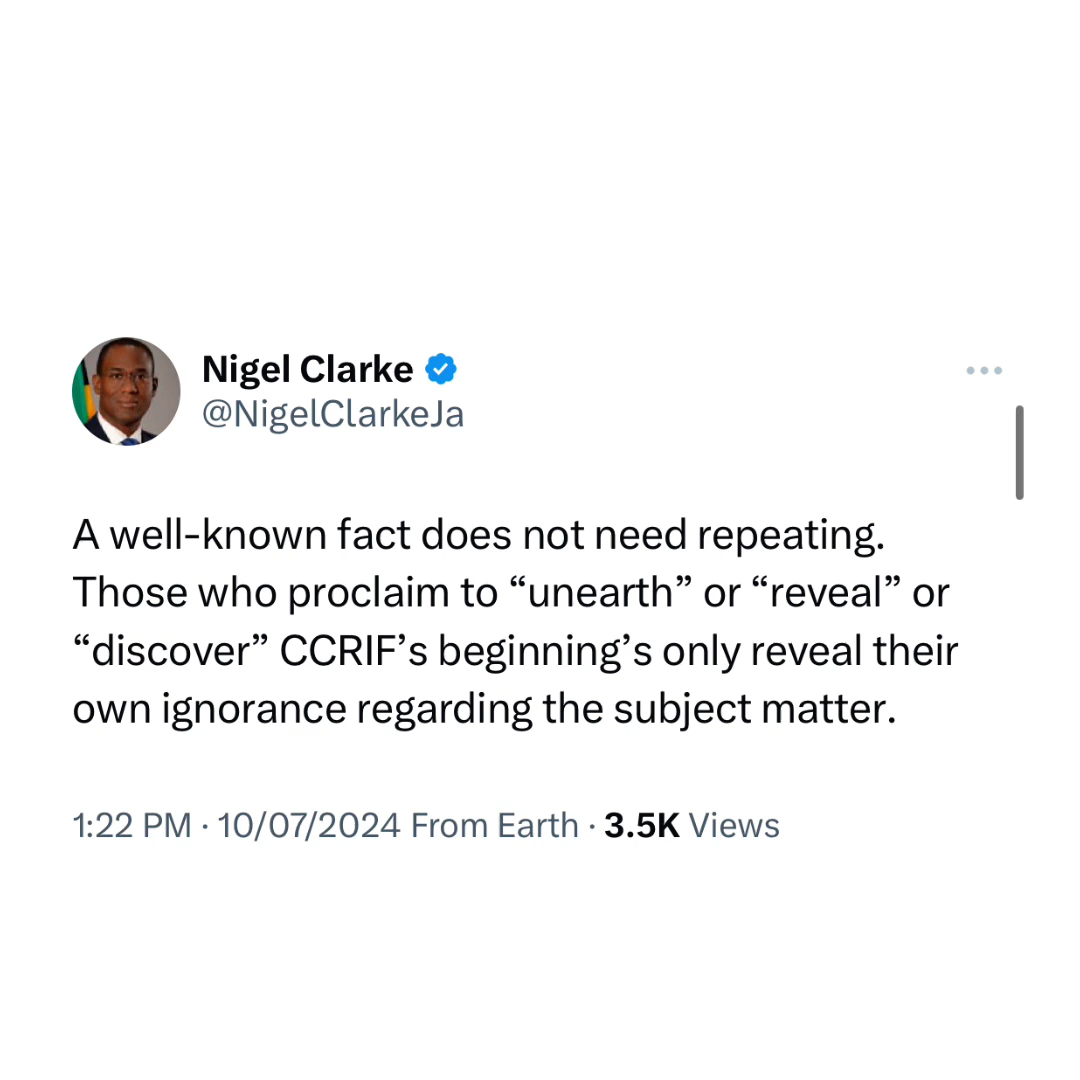 Nigel Clarke
@NigelClarkeJa
A well-known fact does not need repeating.
Those who proclaim to “unearth” or “reveal” or
“discover” CCRIF’s beginning’s only reveal their
own ignorance regarding the subject matter.
1:22 PM · 10/07/2024 From Earth · 3.5K Views